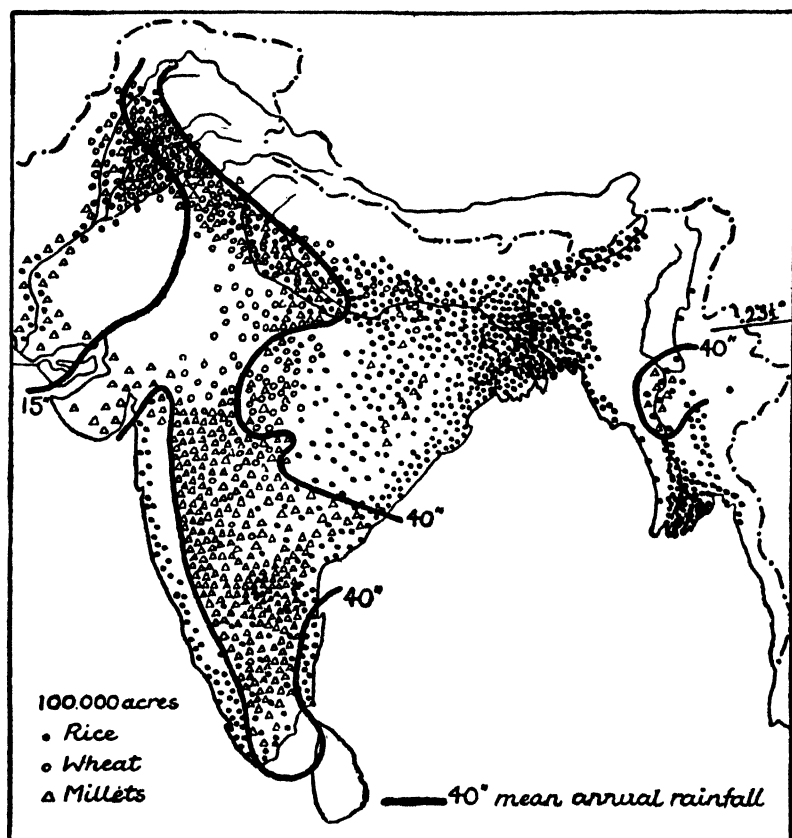 23½°
40"
15"
40"
40"
100.000 acres
Rice
Wheat
Millets
40" mean annual rainfall